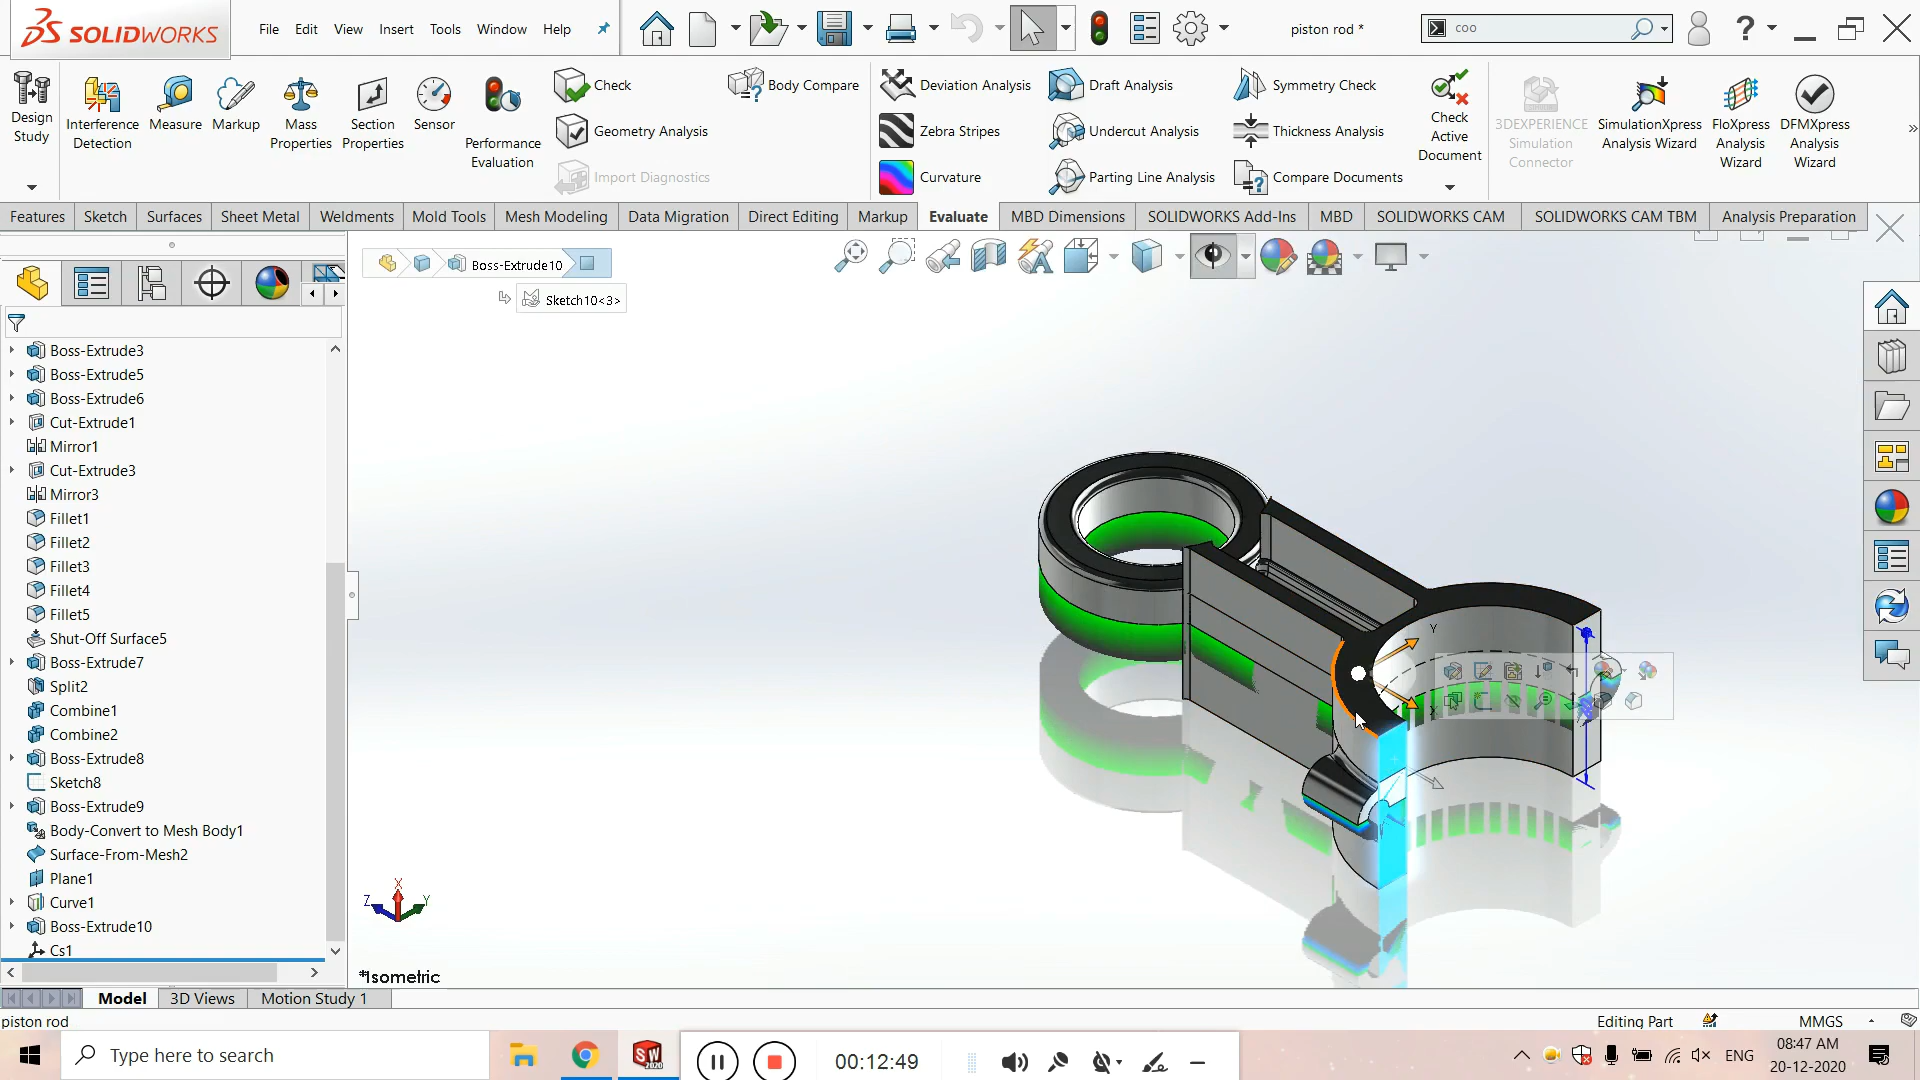 SOLIDWORKS
File Edit View Insert Tools Window Help
piston rod *
coo
?
Design Study
Interference Detection
Measure
Markup
Mass Properties
Section Properties
Sensor
Performance Evaluation
Check
Geometry Analysis
Import Diagnostics
Body Compare
Deviation Analysis
Zebra Stripes
Curvature
Draft Analysis
Undercut Analysis
Parting Line Analysis
Symmetry Check
Thickness Analysis
Compare Documents
Check Active Document
3DEXPERIENCE Simulation Connector
SimulationXpress Analysis Wizard
FloXpress Analysis Wizard
DFMXpress Analysis Wizard
Features Sketch Surfaces Sheet Metal Weldments Mold Tools Mesh Modeling Data Migration Direct Editing Markup Evaluate MBD Dimensions SOLIDWORKS Add-Ins MBD SOLIDWORKS CAM SOLIDWORKS CAM TBM Analysis Preparation
Boss-Extrude10
Sketch10<3>
Boss-Extrude3
Boss-Extrude5
Boss-Extrude6
Cut-Extrude1
Mirror1
Cut-Extrude3
Mirror3
Fillet1
Fillet2
Fillet3
Fillet4
Fillet5
Shut-Off Surface5
Boss-Extrude7
Split2
Combine1
Combine2
Boss-Extrude8
Sketch8
Boss-Extrude9
Body-Convert to Mesh Body1
Surface-From-Mesh2
Plane1
Curve1
Boss-Extrude10
Cs1
Y
X
X
Z
Y
*Isometric
Model 3D Views Motion Study 1
piston rod
Editing Part
MMGS
Type here to search
SW
2020
00:12:49
ENG
08:47 AM
20-12-2020